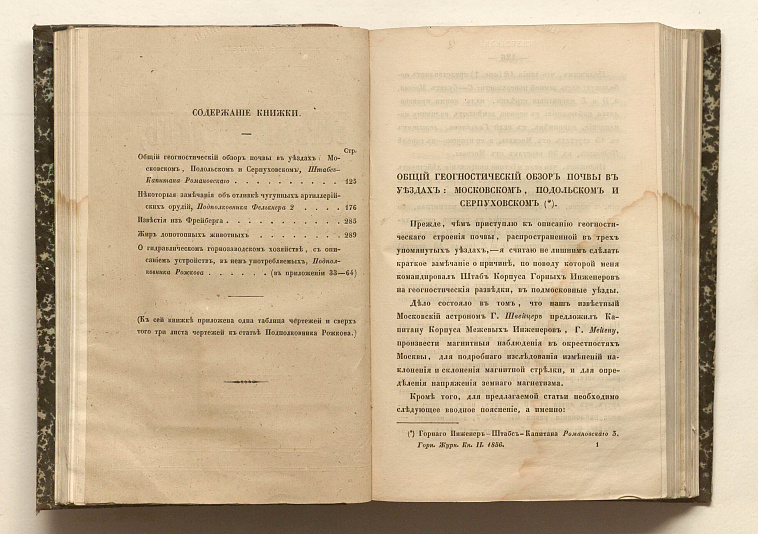 СОДЕРЖАНІЕ КНИЖКИ.
Стр.
Общій геогностическій обзоръ почвы въ уѣздахъ: Мо-
сковскомъ, Подольскомъ и Серпуховскомъ, Штабсъ-
Капитана Романовскаго . . . . . . . . . 125
Нѣкоторыя замѣчанія объ отливкѣ чугунныхъ артиллерій-
скихъ орудій, Подполковника Фелькнера 2 . . . . 176
Извѣстія изъ Фрейберга . . . . . . . . . 283
Жиръ допотопныхъ животныхъ . . . . . . . 289
О гидравлическомъ горнозаводскомъ хозяйствѣ, съ опи-
саніемъ устройствъ, въ немъ употребляемыхъ, Подпол-
ковника Рожкова . . . . . . (въ приложеніи 33—64)
(Къ сей книжкѣ приложена одна таблица чертежей и сверхъ
того три листа чертежей къ статьѣ Подполковника Рожкова.)
ОБЩІЙ ГЕОГНОСТИЧЕСКІЙ ОБЗОРЪ ПОЧВЫ ВЪ
УѢЗДАХЪ: МОСКОВСКОМЪ, ПОДОЛЬСКОМЪ И
СЕРПУХОВСКОМЪ (*).
Прежде, чѣмъ приступлю къ описанію геогности-
ческаго строенія почвы, распространенной въ трехъ
упомянутыхъ уѣздахъ,—я считаю не лишнимъ сдѣлать
краткое замѣчаніе о причинѣ, по поводу которой меня
командировалъ Штабъ Корпуса Горныхъ Инженеровъ
на геогностическія развѣдки, въ подмосковные уѣзды.
Дѣло состояло въ томъ, что нашъ извѣстный
Московскій астрономъ Г. Швейцеръ предложилъ Ка-
питану Корпуса Межевыхъ Инженеровъ, Г. Мейену,
произвести магнитныя наблюденія въ окрестностяхъ
Москвы, для подробнаго изслѣдованія измѣненій на-
клоненія и склоненія магнитной стрѣлки, и для опре-
дѣленія напряженія земнаго магнетизма.
Кромѣ того, для предлагаемой статьи необходимо
слѣдующее вводное поясненіе, а именно:
(*) Горнаго Инженер-Штабс-Капитана Романовскаго 3.
Горн. Журн. Кн. II. 1856. 1